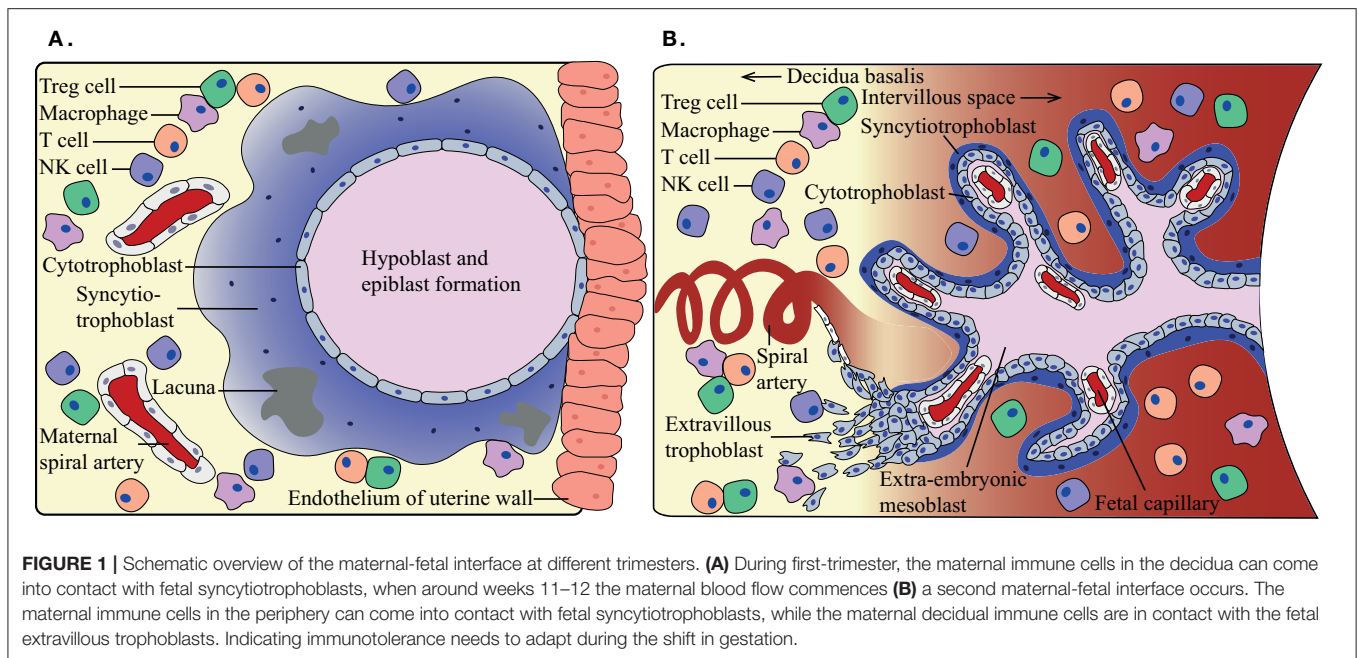 A.
Treg cell
Macrophage
T cell
NK cell
Cytotrophoblast
Syncytio-
trophoblast
Lacuna
Maternal
spiral artery
Hypoblast and
epiblast formation
Endothelium of uterine wall
B.
Decidua basalis
Treg cell
Intervillous space
Macrophage
Syncytiotrophoblast
T cell
NK cell
Cytotrophoblast
Spiral
artery
Extravillous
trophoblast
Extra-embryonic
mesoblast
Fetal capillary
FIGURE 1 | Schematic overview of the maternal-fetal interface at different trimesters. (A) During first-trimester, the maternal immune cells in the decidua can come
into contact with fetal syncytiotrophoblasts, when around weeks 11–12 the maternal blood flow commences (B) a second maternal-fetal interface occurs. The
maternal immune cells in the periphery can come into contact with fetal syncytiotrophoblasts, while the maternal decidual immune cells are in contact with the fetal
extravillous trophoblasts. Indicating immunotolerance needs to adapt during the shift in gestation.